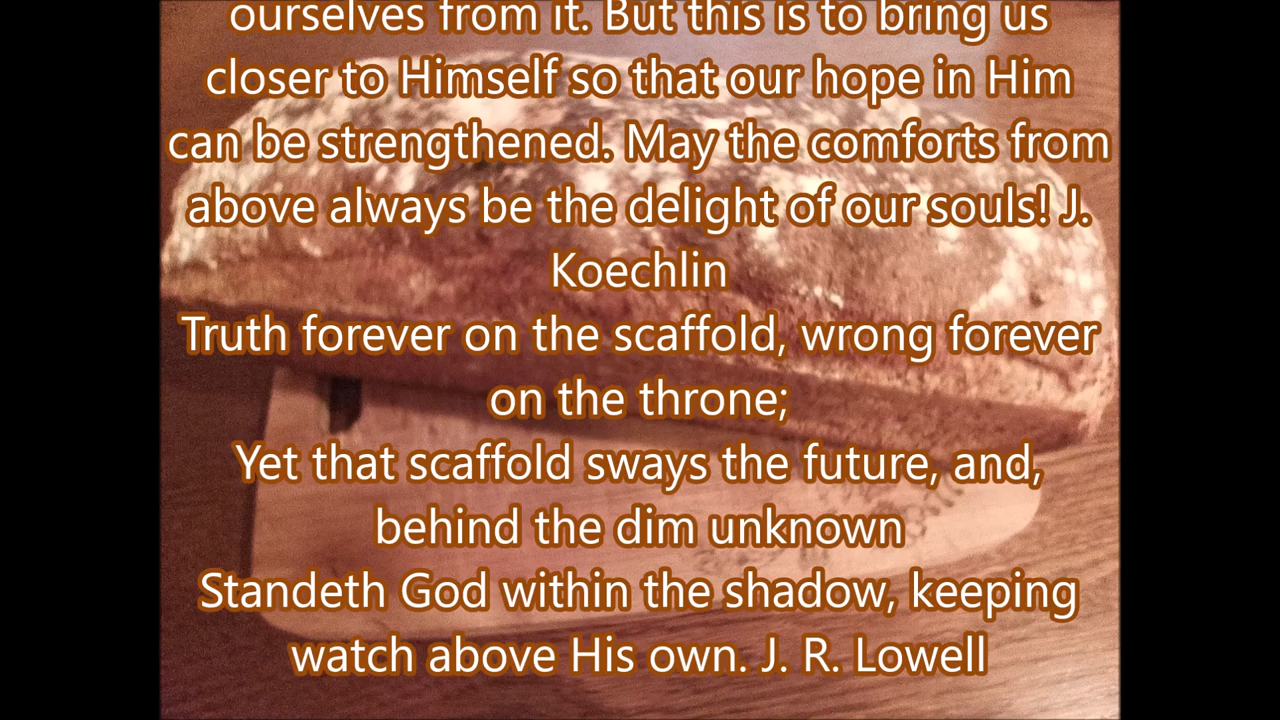 ourselves from it. But this is to bring us
closer to Himself so that our hope in Him
can be strengthened. May the comforts from
above always be the delight of our souls! J.
Koechlin
Truth forever on the scaffold, wrong forever
on the throne;
Yet that scaffold sways the future, and,
behind the dim unknown
Standeth God within the shadow, keeping
watch above His own. J. R. Lowell